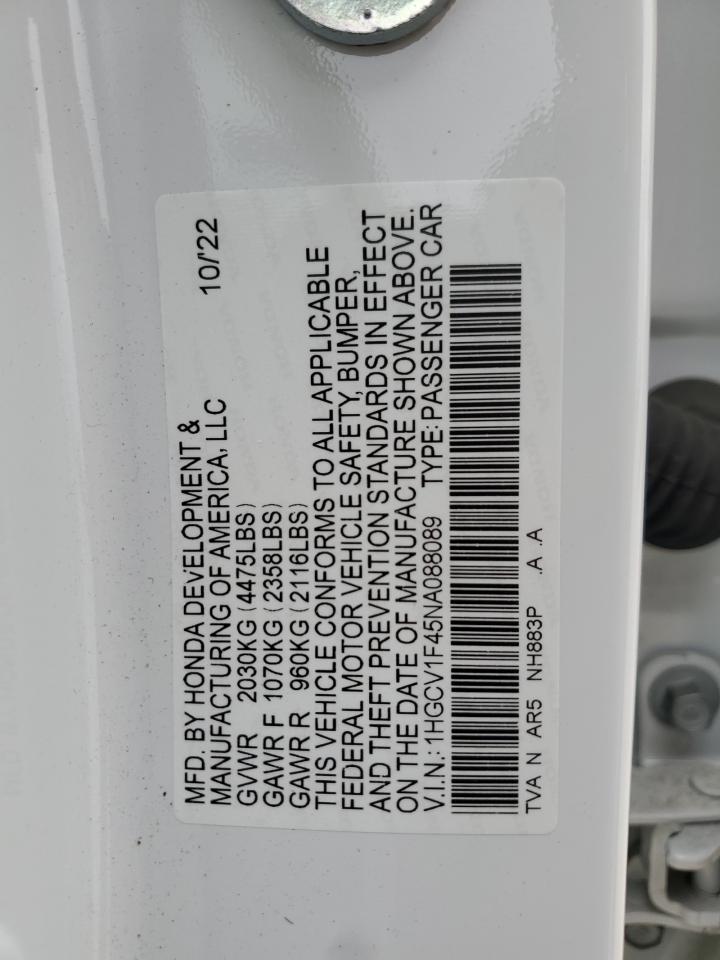 MFD. BY HONDA DEVELOPMENT & 10/'22
MANUFACTURING OF AMERICA, LLC
GVWR 2030KG (4475LBS)
GAWR F 1070KG (2358LBS)
GAWR R 960KG (2116LBS)
THIS VEHICLE CONFORMS TO ALL APPLICABLE
FEDERAL MOTOR VEHICLE SAFETY, BUMPER,
AND THEFT PREVENTION STANDARDS IN EFFECT
ON THE DATE OF MANUFACTURE SHOWN ABOVE.
V.I.N.: 1HGCV1F45NA088089 TYPE: PASSENGER CAR
TVA N AR5 NH883P .A .A